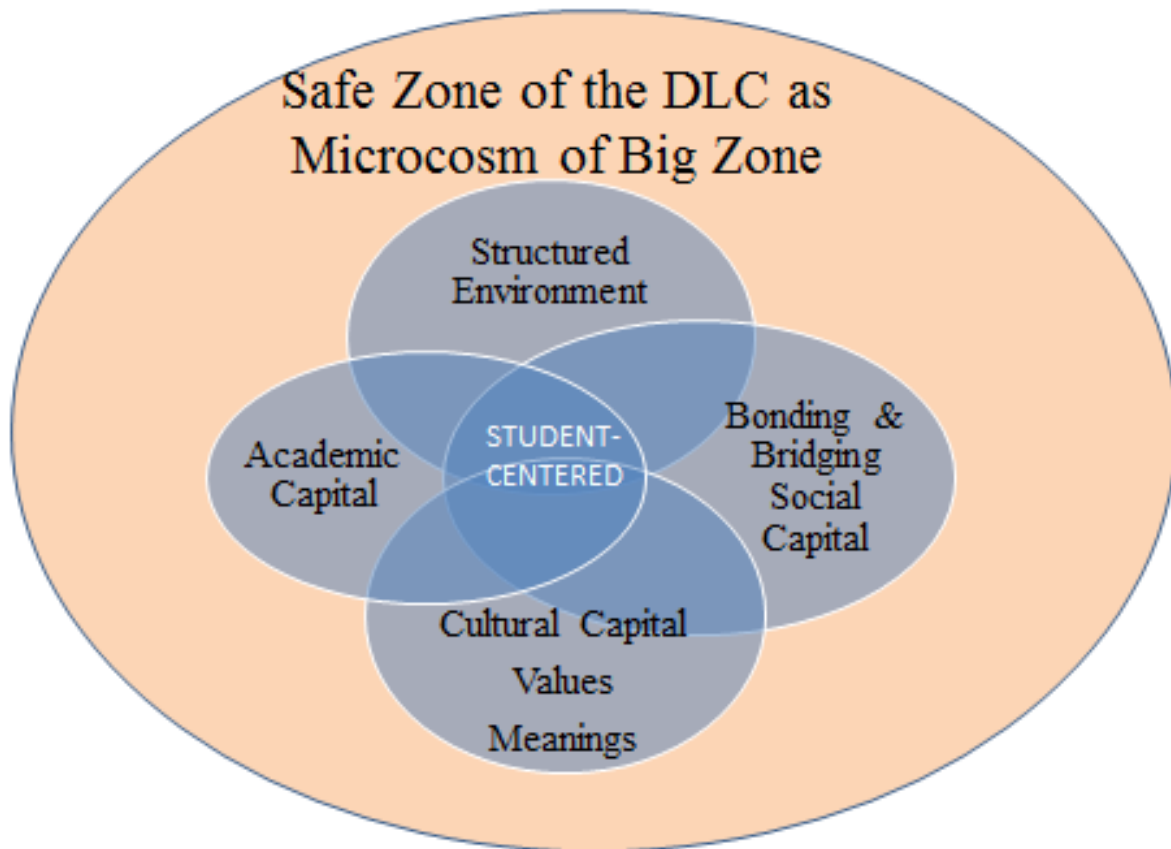 Safe Zone of the DLC as
Microcosm of Big Zone
Structured
Environment
Academic
Capital
STUDENT-
CENTERED
Bonding & 
Bridging
Social
Capital
Cultural Capital
Values
Meanings